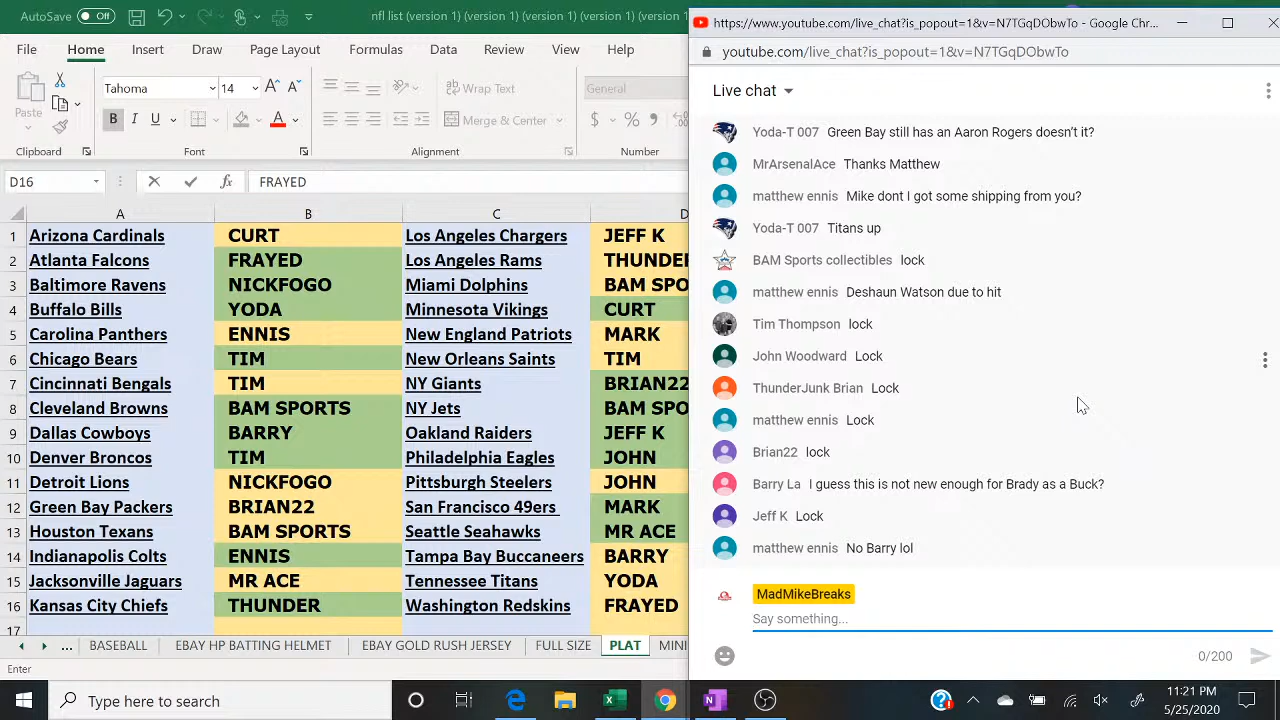 AutoSave Off nfl list (version 1) (version 1) (version 1)
https://www.youtube.com/live_chat?is_popout=1&v=N7TGqDObwTo - Google Chr...
File Home Insert Draw Page Layout Formulas Data Review View Help
youtube.com/live_chat?is_popout=1&v=N7TGqDObwTo
Paste Tahoma 14 A A Wrap Text General
B I U A Merge & Center $ %
Clipboard Font Alignment Number
D16 FRAYED
A B C D
1 Arizona Cardinals CURT Los Angeles Chargers JEFF K
2 Atlanta Falcons FRAYED Los Angeles Rams THUNDER
3 Baltimore Ravens NICKFOGO Miami Dolphins BAM SPO
4 Buffalo Bills YODA Minnesota Vikings CURT
5 Carolina Panthers ENNIS New England Patriots MARK
6 Chicago Bears TIM New Orleans Saints TIM
7 Cincinnati Bengals TIM NY Giants BRIAN22
8 Cleveland Browns BAM SPORTS NY Jets BAM SPO
9 Dallas Cowboys BARRY Oakland Raiders JEFF K
10 Denver Broncos TIM Philadelphia Eagles JOHN
11 Detroit Lions NICKFOGO Pittsburgh Steelers JOHN
12 Green Bay Packers BRIAN22 San Francisco 49ers MARK
13 Houston Texans BAM SPORTS Seattle Seahawks MR ACE
14 Indianapolis Colts ENNIS Tampa Bay Buccaneers BARRY
15 Jacksonville Jaguars MR ACE Tennessee Titans YODA
16 Kansas City Chiefs THUNDER Washington Redskins FRAYED
17
... BASEBALL EBAY HP BATTING HELMET EBAY GOLD RUSH JERSEY FULL SIZE PLAT MINI
Enter
Live chat
Yoda-T 007 Green Bay still has an Aaron Rogers doesn't it?
MrArsenalAce Thanks Matthew
matthew ennis Mike dont I got some shipping from you?
Yoda-T 007 Titans up
BAM Sports collectibles lock
matthew ennis Deshaun Watson due to hit
Tim Thompson lock
John Woodward Lock
ThunderJunk Brian Lock
matthew ennis Lock
Brian22 lock
Barry La I guess this is not new enough for Brady as a Buck?
Jeff K Lock
matthew ennis No Barry lol
MadMikeBreaks
Say something...
0/200
Type here to search
11:21 PM
5/25/2020